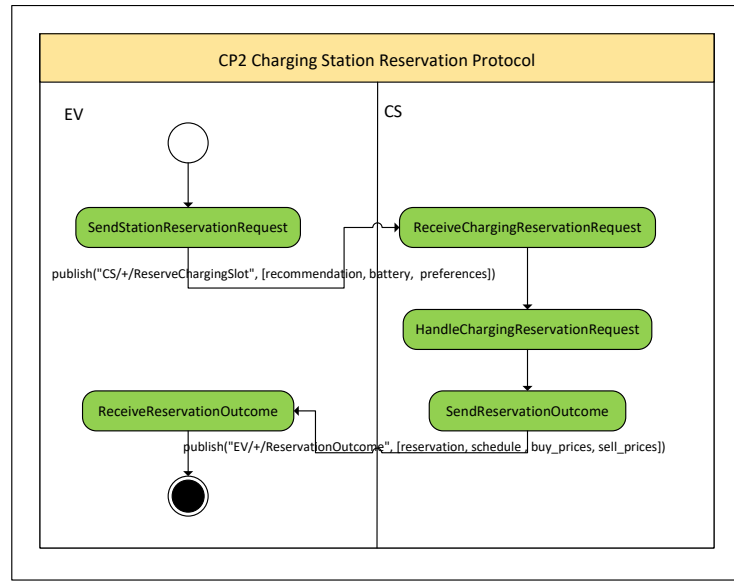 CP2 Charging Station Reservation Protocol
EV
CS
SendStationReservationRequest
ReceiveChargingReservationRequest
publish("CS/+/ReserveChargingSlot", [recommendation, battery, preferences])
HandleChargingReservationRequest
ReceiveReservationOutcome
SendReservationOutcome
publish("EV/+/ReservationOutcome", [reservation, schedule , buy_prices, sell_prices])